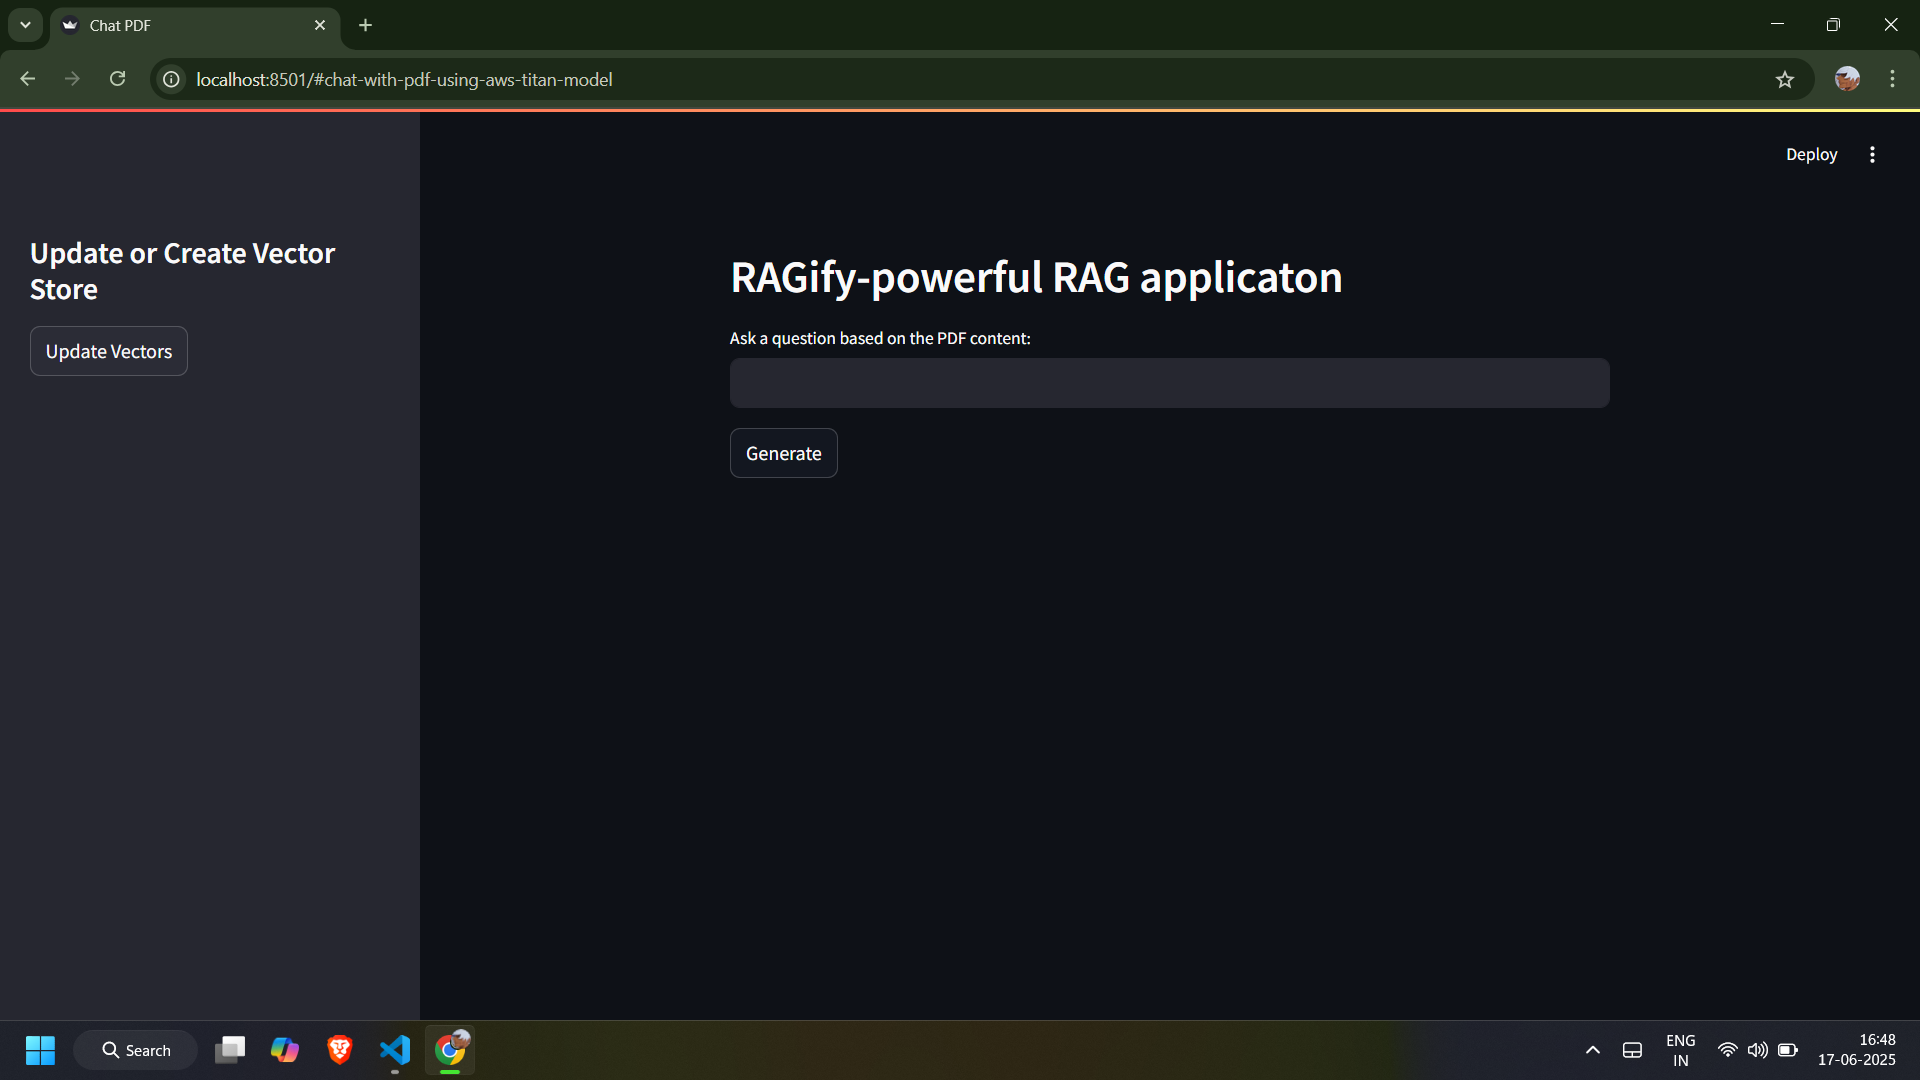 Chat PDF
localhost:8501/#chat-with-pdf-using-aws-titan-model
Deploy
Update or Create Vector
Store
Update Vectors
RAGify-powerful RAG applicaton
Ask a question based on the PDF content:
Generate
Search
ENG
IN
16:48
17-06-2025